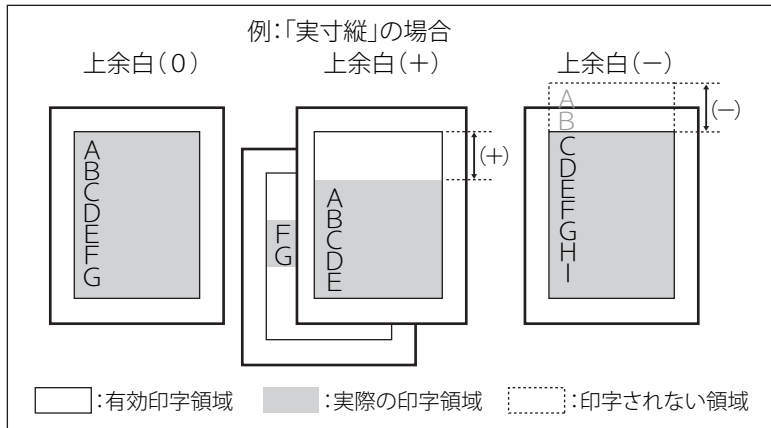 例：「実寸縦」の場合
上余白（0） 上余白（+） 上余白（−）
A
B
C
D
E
F
G
F
G
A
B
C
D
E
（+）
A
B
C
D
E
F
G
H
I
（−）
：有効印字領域 ：実際の印字領域 ：印字されない領域